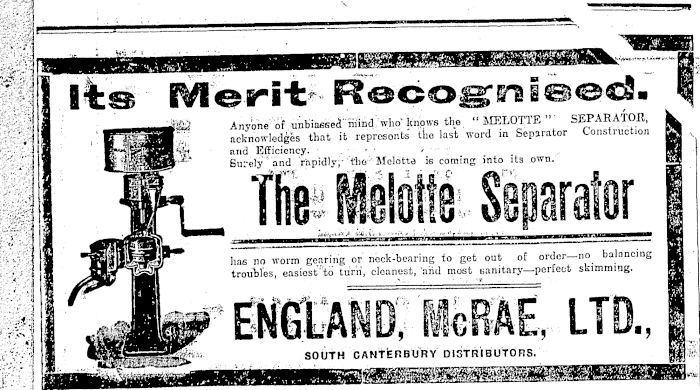 Its Merit Recognised.
Anyone of unbiassed mind who knows the "MELOTTE" SEPARATOR,
acknowledges that it represents the last word in Separator Construction
and Efficiency.
Surely and rapidly, the Melotte is coming into its own.
The Melotte Separator
has no worm gearing or neck-bearing to get out of order—no balancing
troubles, easiest to turn, cleanest, and most sanitary—perfect skimming.
ENGLAND, McRAE, LTD.,
SOUTH CANTERBURY DISTRIBUTORS.